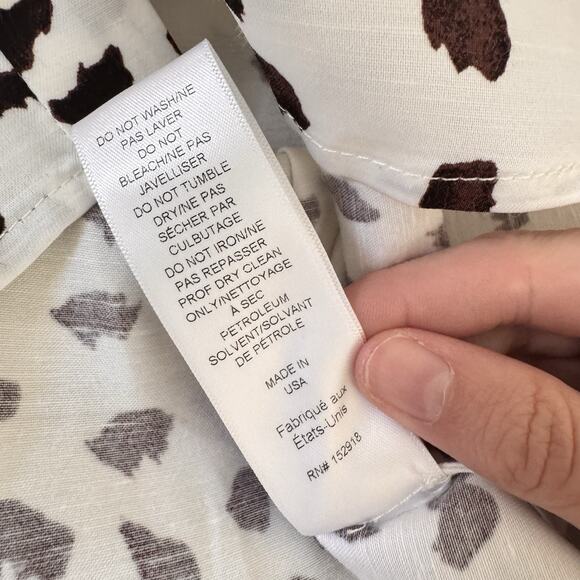 DO NOT WASH/NE
PAS LAVER
DO NOT
BLEACH/NE PAS
JAVELLISER
DO NOT TUMBLE
DRY/NE PAS
SÉCHER PAR
CULBUTAGE
DO NOT IRON/NE
PAS REPASSER
PROF DRY CLEAN
ONLY/NETTOYAGE
À SEC
PETROLEUM
SOLVENT/SOLVANT
DE PÉTROLE
MADE IN
USA
Fabriqué aux
États-Unis
RN# 152918